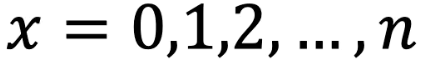 x = 0,1,2, … , n